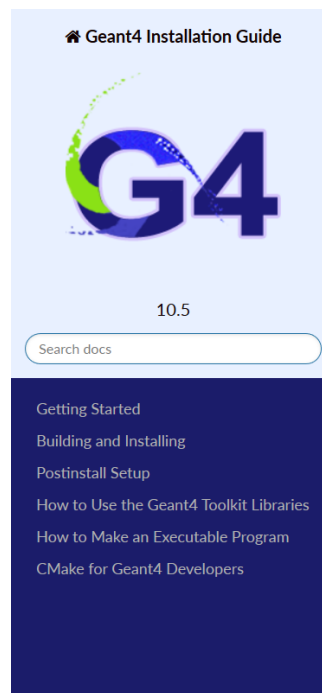 Geant4 Installation Guide
G4
10.5
Search docs
Getting Started
Building and Installing
Postinstall Setup
How to Use the Geant4 Toolkit Libraries
How to Make an Executable Program
CMake for Geant4 Developers